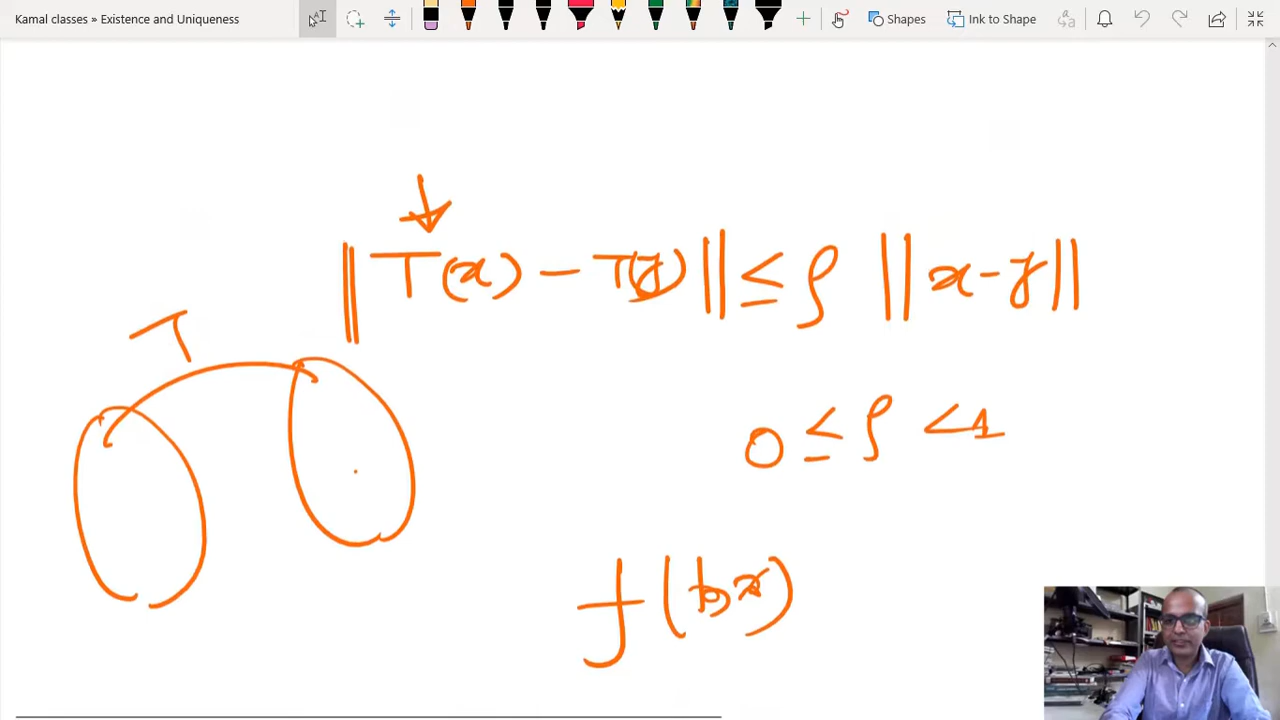 Kamal classes » Existence and Uniqueness
Shapes
Ink to Shape
‖T(x) - T(y)‖ ≤ ρ ‖x-y‖
T
0 ≤ ρ < 1
f(t,x)